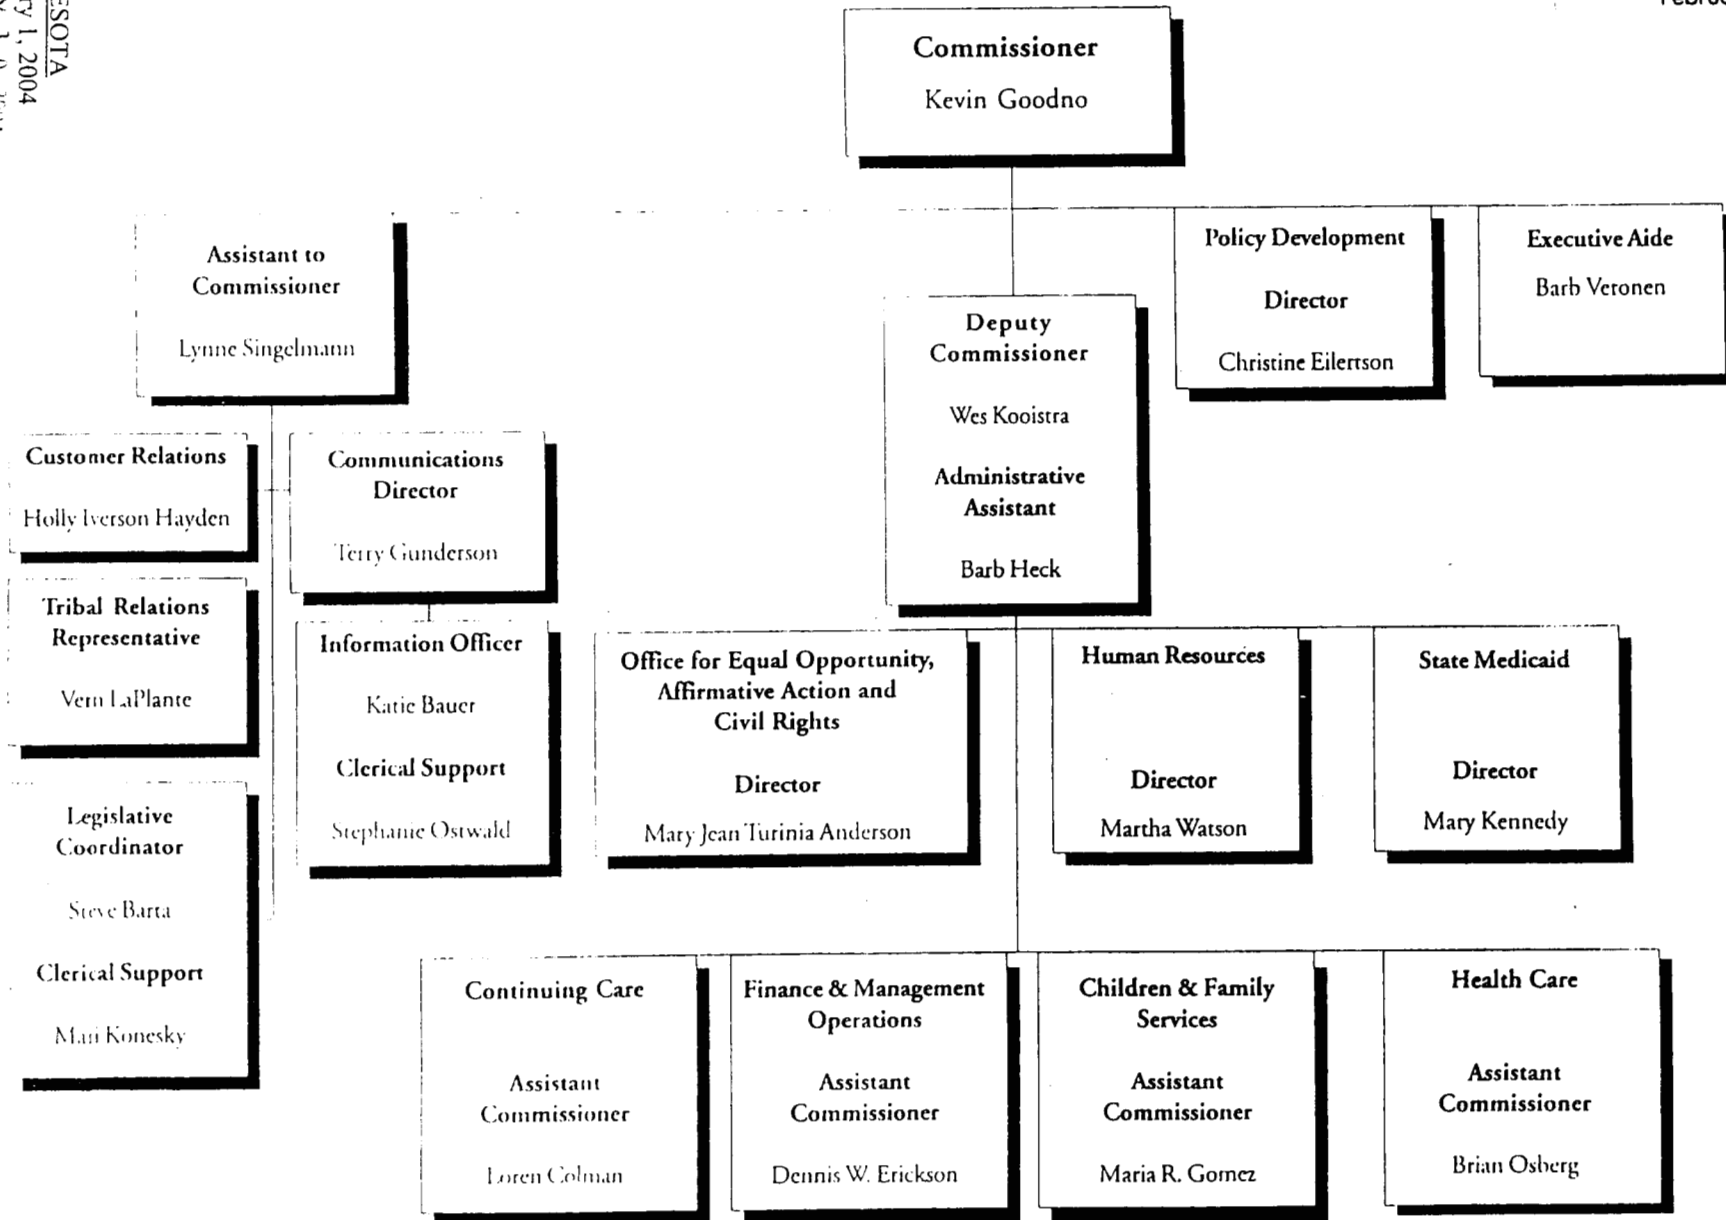 ESOTA
ry 1, 2004
Commissioner
Kevin Goodno
Assistant to
Commissioner
Lynne Singelmann
Policy Development
Director
Christine Eilertson
Executive Aide
Barb Veronen
Deputy
Commissioner
Wes Kooistra
Administrative
Assistant
Barb Heck
Customer Relations
Holly Iverson Hayden
Communications
Director
Terry Gunderson
Tribal Relations
Representative
Vern LaPlante
Information Officer
Katie Bauer
Clerical Support
Stephanie Ostwald
Office for Equal Opportunity,
Affirmative Action and
Civil Rights
Director
Mary Jean Turinia Anderson
Human Resources
Director
Martha Watson
State Medicaid
Director
Mary Kennedy
Legislative
Coordinator
Steve Barta
Clerical Support
Mari Konesky
Continuing Care
Assistant
Commissioner
Loren Colman
Finance & Management
Operations
Assistant
Commissioner
Dennis W. Erickson
Children & Family
Services
Assistant
Commissioner
Maria R. Gomez
Health Care
Assistant
Commissioner
Brian Osberg